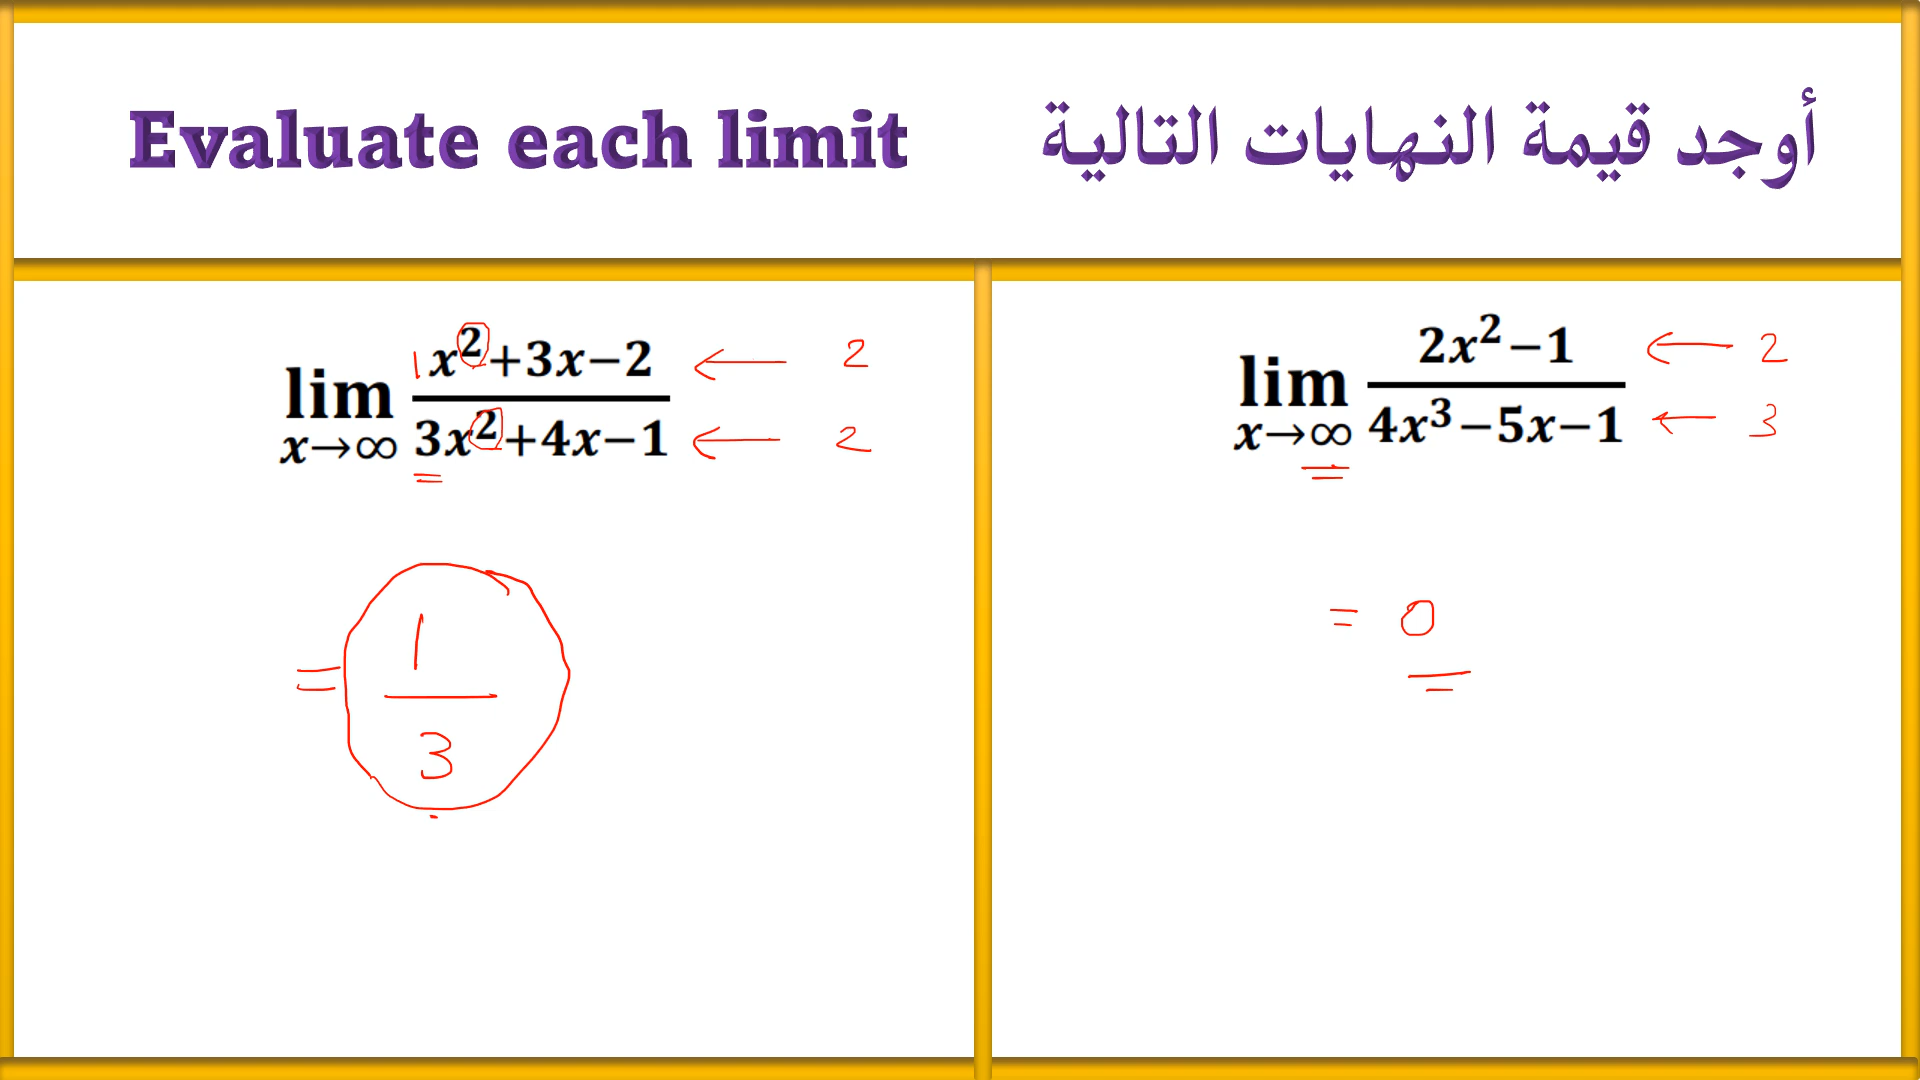 Evaluate each limit
أوجد قيمة النهايات التالية
lim x→∞ 1x²+3x−2 / 3x²+4x−1
← 2
← 2
= 1/3
lim x→∞ 2x²−1 / 4x³−5x−1
← 2
← 3
= 0